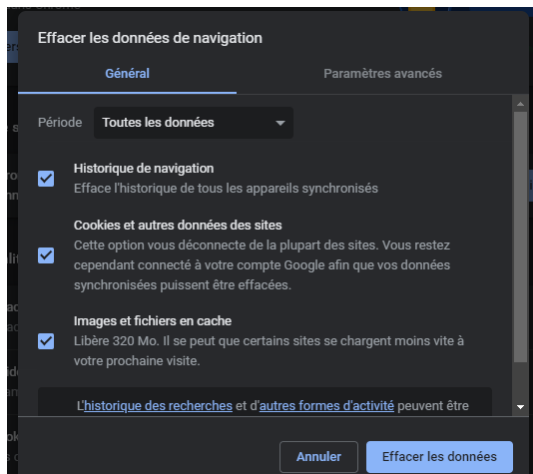 Effacer les données de navigation
Général
Paramètres avancés
Période
Toutes les données
Historique de navigation
Efface l'historique de tous les appareils synchronisés
Cookies et autres données des sites
Cette option vous déconnecte de la plupart des sites. Vous restez
cependant connecté à votre compte Google afin que vos données
synchronisées puissent être effacées.
Images et fichiers en cache
Libère 320 Mo. Il se peut que certains sites se chargent moins vite à
votre prochaine visite.
L'historique des recherches et d'autres formes d'activité peuvent être
Annuler
Effacer les données